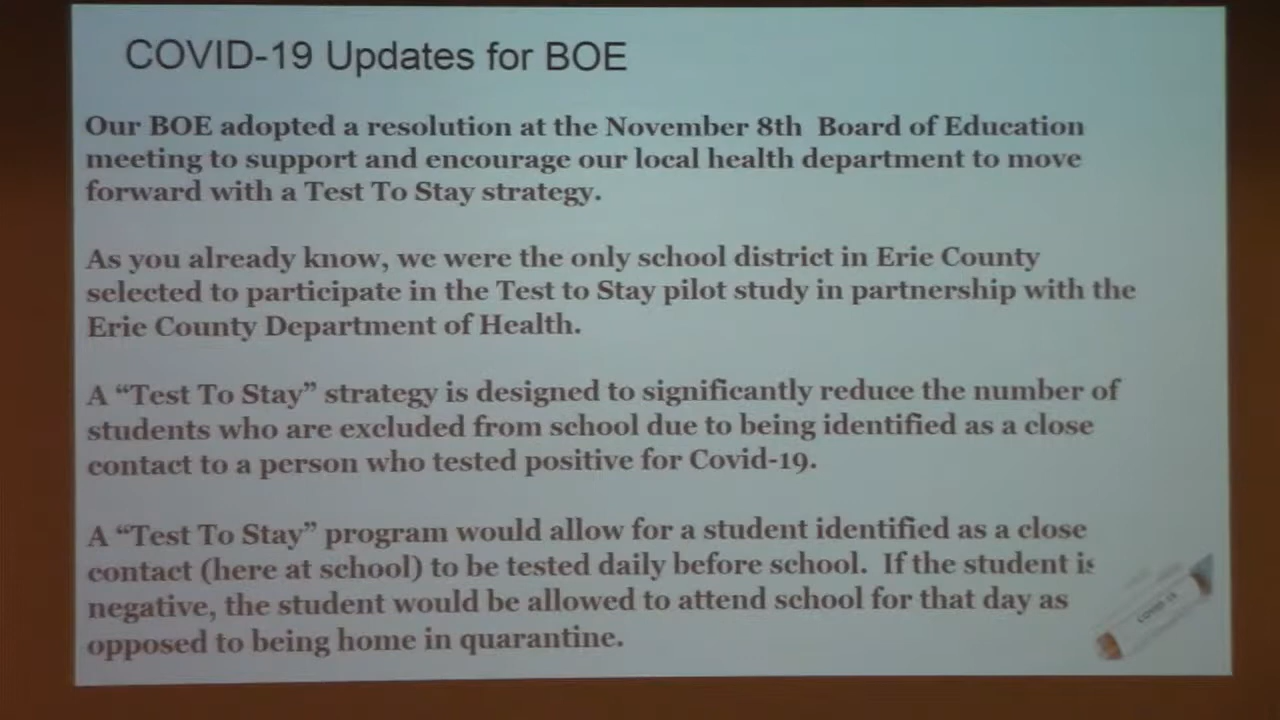 COVID-19 Updates for BOE
Our BOE adopted a resolution at the November 8th Board of Education
meeting to support and encourage our local health department to move
forward with a Test To Stay strategy.
As you already know, we were the only school district in Erie County
selected to participate in the Test to Stay pilot study in partnership with the
Erie County Department of Health.
A “Test To Stay” strategy is designed to significantly reduce the number of
students who are excluded from school due to being identified as a close
contact to a person who tested positive for Covid-19.
A “Test To Stay” program would allow for a student identified as a close
contact (here at school) to be tested daily before school. If the student is
negative, the student would be allowed to attend school for that day as
opposed to being home in quarantine.
COVID-19